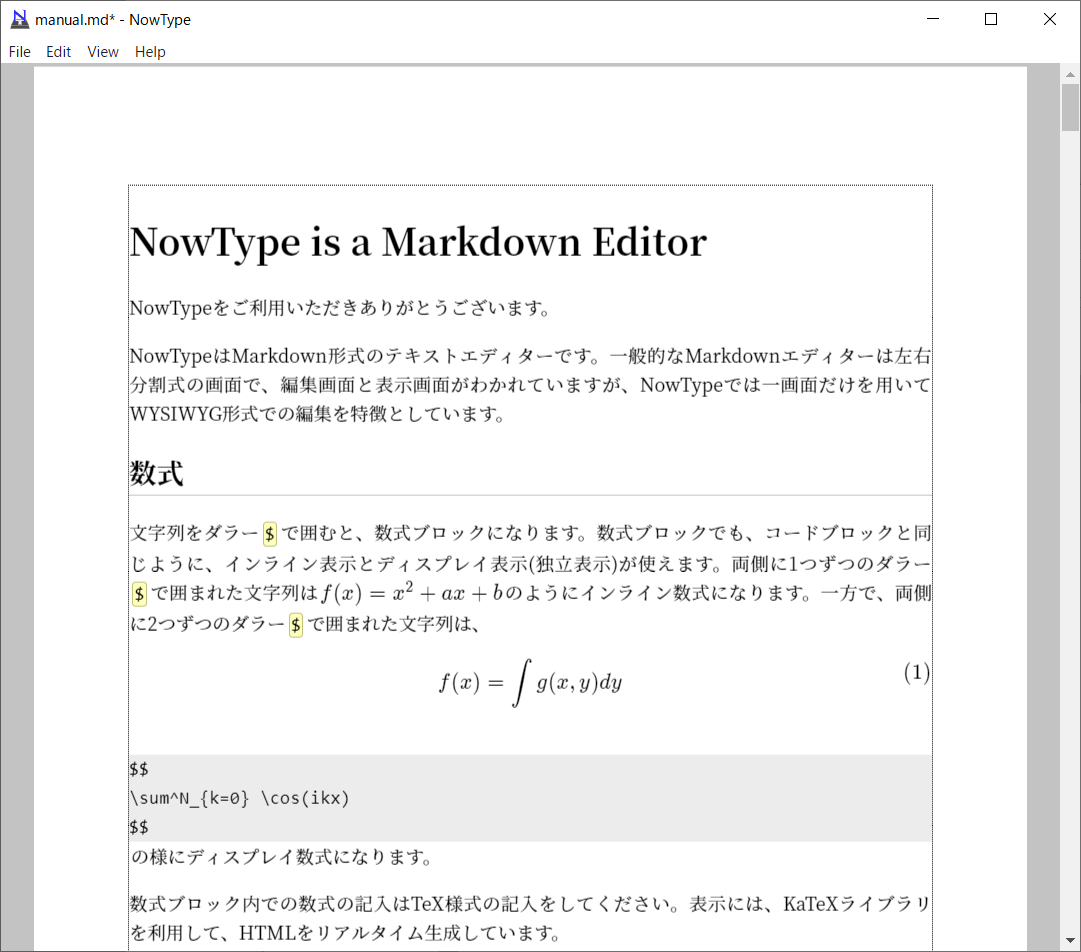 manual.md* - NowType
File Edit View Help
NowType is a Markdown Editor
NowTypeをご利用いただきありがとうございます。
NowTypeはMarkdown形式のテキストエディターです。一般的なMarkdownエディターは左右
分割式の画面で、編集画面と表示画面がわかれていますが、NowTypeでは一画面だけを用いて
WYSIWYG形式での編集を特徴としています。
数式
文字列をダラー $ で囲むと、数式ブロックになります。数式ブロックでも、コードブロックと同
じように、インライン表示とディスプレイ表示(独立表示)が使えます。両側に1つずつのダラー
$ で囲まれた文字列は f(x) = x² + ax + b のようにインライン数式になります。一方で、両側
に2つずつのダラー $ で囲まれた文字列は、
f(x) = ∫ g(x, y)dy (1)
$$
\sum^N_{k=0} \cos(ikx)
$$
の様にディスプレイ数式になります。
数式ブロック内での数式の記入はTeX様式の記入をしてください。表示には、KaTeXライブラリ
を利用して、HTMLをリアルタイム生成しています。